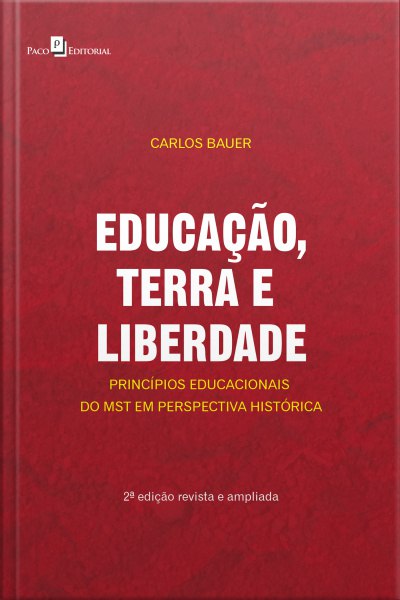 PACO P EDITORIAL
CARLOS BAUER
EDUCAÇÃO,
TERRA E
LIBERDADE
PRINCÍPIOS EDUCACIONAIS
DO MST EM PERSPECTIVA HISTÓRICA
2ª edição revista e ampliada